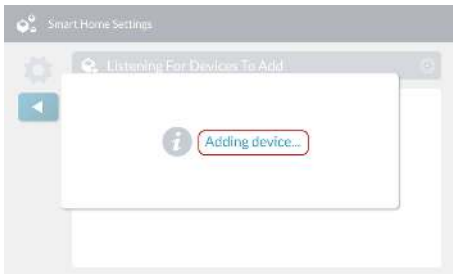 Smart Home Settings
Listening For Devices To Add
Adding device...